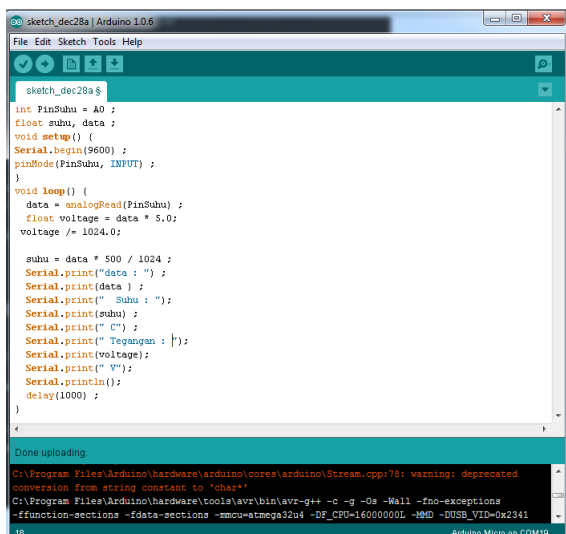 sketch_dec28a | Arduino 1.0.6
File Edit Sketch Tools Help
sketch_dec28a §
int PinSuhu = A0 ;
float suhu, data ;
void setup() {
Serial.begin(9600) ;
pinMode(PinSuhu, INPUT) ;
}
void loop() {
data = analogRead(PinSuhu) ;
float voltage = data * 5.0;
voltage /= 1024.0;
suhu = data * 500 / 1024 ;
Serial.print("data : ") ;
Serial.print(data ) ;
Serial.print("  Suhu : ");
Serial.print(suhu) ;
Serial.print(" C") ;
Serial.print(" Tegangan : ");
Serial.print(voltage);
Serial.print(" V");
Serial.println();
delay(1000) ;
}
Done uploading.
C:\Program Files\Arduino\hardware\arduino\cores\arduino\Stream.cpp:78: warning: deprecated
conversion from string constant to 'char*'
C:\Program Files\Arduino\hardware\tools\avr\bin\avr-g++ -c -g -Os -Wall -fno-exceptions
-ffunction-sections -fdata-sections -mmcu=atmega32u4 -DF_CPU=16000000L -MMD -DUSB_VID=0x2341
18 Arduino Micro on COM19